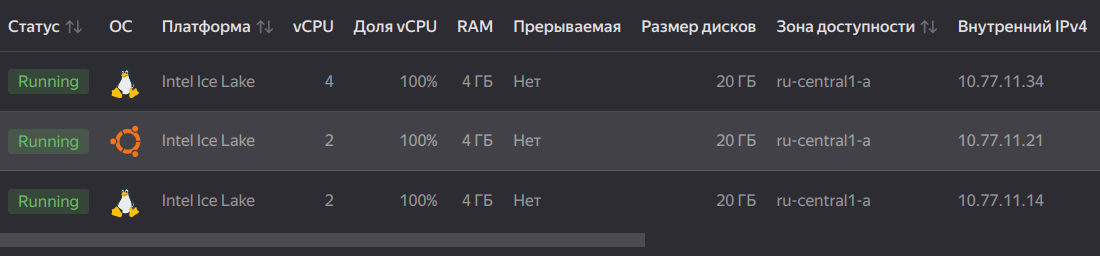 Статус ОС Платформа vCPU Доля vCPU RAM Прерываемая Размер дисков Зона доступности Внутренний IPv4
Running Intel Ice Lake 4 100% 4 ГБ Нет 20 ГБ ru-central1-a 10.77.11.34
Running Intel Ice Lake 2 100% 4 ГБ Нет 20 ГБ ru-central1-a 10.77.11.21
Running Intel Ice Lake 2 100% 4 ГБ Нет 20 ГБ ru-central1-a 10.77.11.14